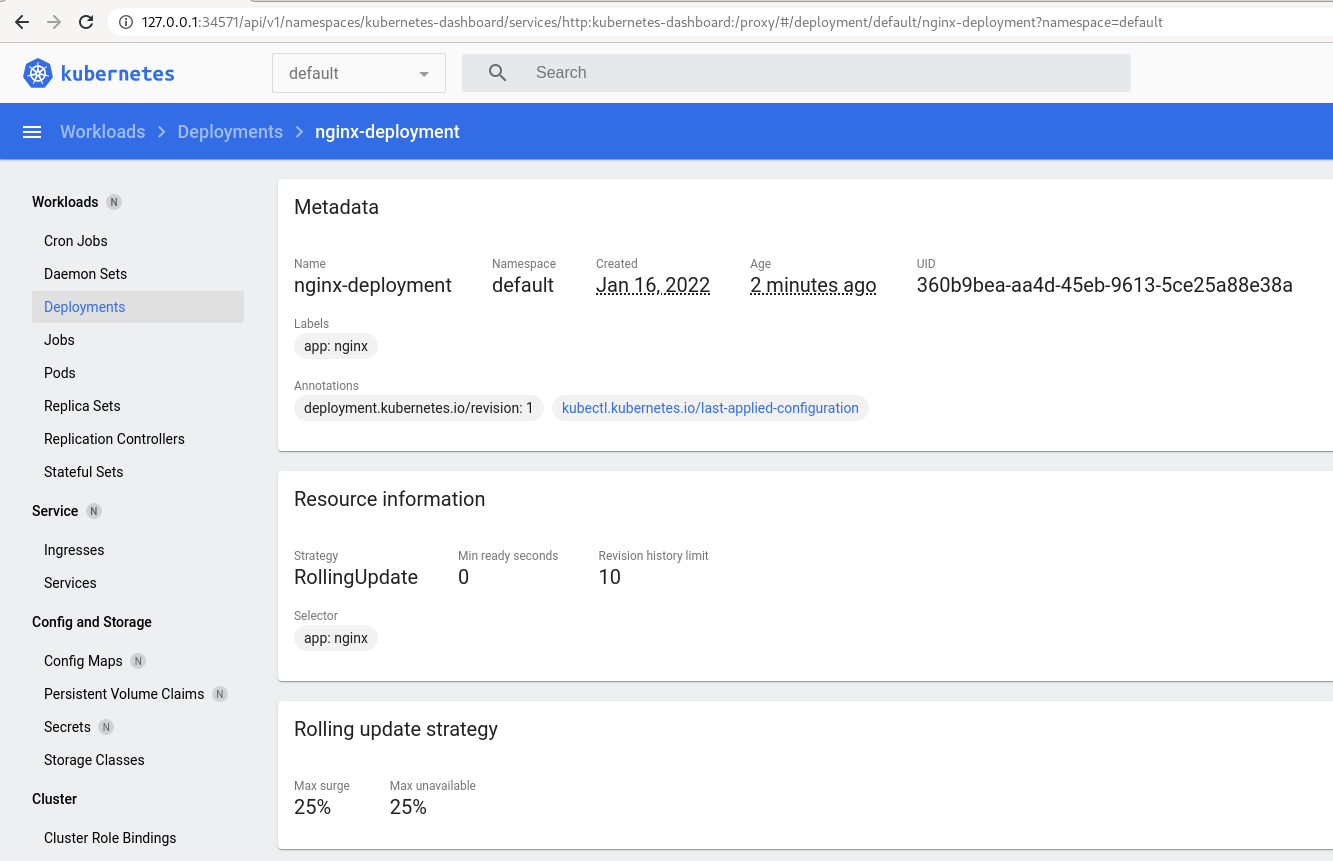 127.0.0.1:34571/api/v1/namespaces/kubernetes-dashboard/services/http:kubernetes-dashboard:/proxy/#/deployment/default/nginx-deployment?namespace=default
kubernetes
default
Search
Workloads > Deployments > nginx-deployment
Workloads N
Cron Jobs
Daemon Sets
Deployments
Jobs
Pods
Replica Sets
Replication Controllers
Stateful Sets
Service N
Ingresses
Services
Config and Storage
Config Maps N
Persistent Volume Claims N
Secrets N
Storage Classes
Cluster
Cluster Role Bindings
Metadata
Name Namespace Created Age UID
nginx-deployment default Jan 16, 2022 2 minutes ago 360b9bea-aa4d-45eb-9613-5ce25a88e38a
Labels
app: nginx
Annotations
deployment.kubernetes.io/revision: 1 kubectl.kubernetes.io/last-applied-configuration
Resource information
Strategy Min ready seconds Revision history limit
RollingUpdate 0 10
Selector
app: nginx
Rolling update strategy
Max surge Max unavailable
25% 25%